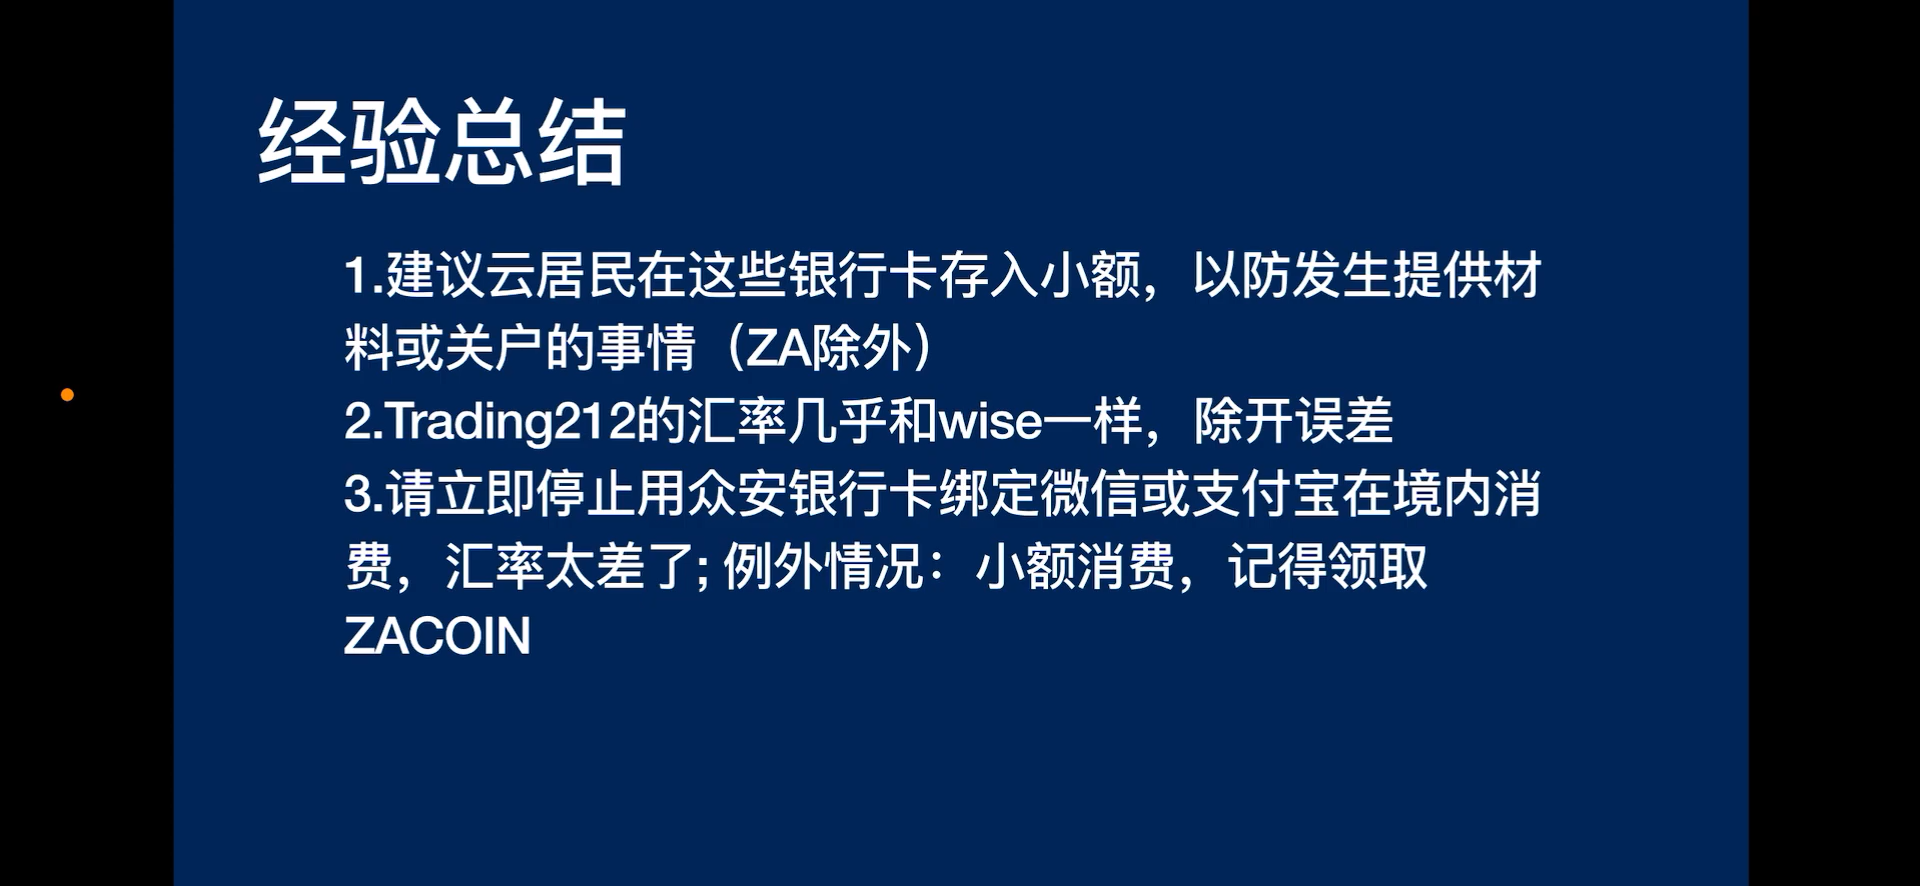 经验总结
1.建议云居民在这些银行卡存入小额，以防发生提供材
料或关户的事情（ZA除外）
2.Trading212的汇率几乎和wise一样，除开误差
3.请立即停止用众安银行卡绑定微信或支付宝在境内消
费，汇率太差了; 例外情况：小额消费，记得领取
ZACOIN